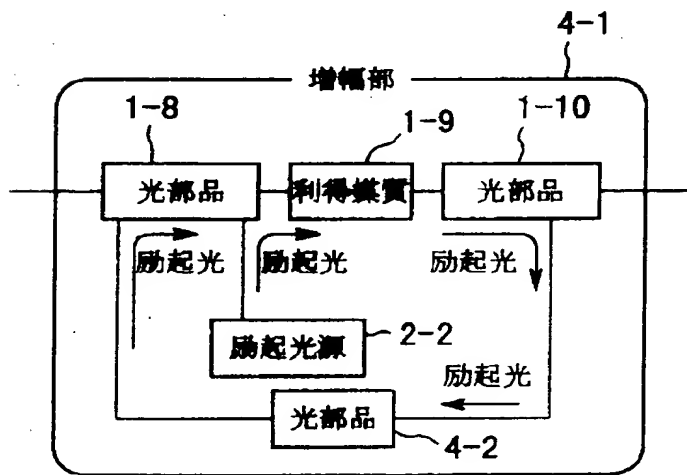 4-1
増幅部
1-8
1-9
1-10
光部品
利得媒質
光部品
励起光
励起光
励起光
励起光源
2-2
励起光
光部品
4-2